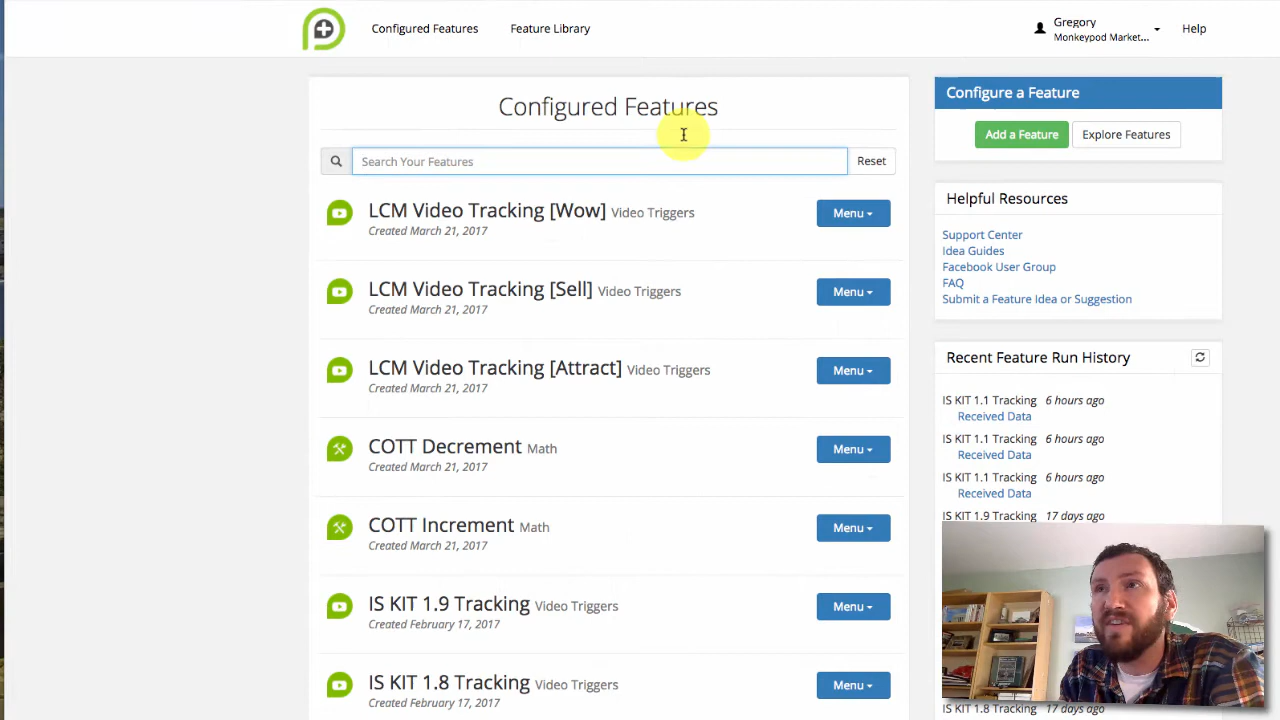 Configured Features
Feature Library
Gregory
Monkeypod Market...
Help
Configured Features
Search Your Features
Reset
LCM Video Tracking [Wow] Video Triggers
Created March 21, 2017
Menu
LCM Video Tracking [Sell] Video Triggers
Created March 21, 2017
Menu
LCM Video Tracking [Attract] Video Triggers
Created March 21, 2017
Menu
COTT Decrement Math
Created March 21, 2017
Menu
COTT Increment Math
Created March 21, 2017
Menu
IS KIT 1.9 Tracking Video Triggers
Created February 17, 2017
Menu
IS KIT 1.8 Tracking Video Triggers
Created February 17, 2017
Menu
Configure a Feature
Add a Feature
Explore Features
Helpful Resources
Support Center
Idea Guides
Facebook User Group
FAQ
Submit a Feature Idea or Suggestion
Recent Feature Run History
IS KIT 1.1 Tracking 6 hours ago
Received Data
IS KIT 1.1 Tracking 6 hours ago
Received Data
IS KIT 1.1 Tracking 6 hours ago
Received Data
IS KIT 1.9 Tracking 17 days ago
IS KIT 1.8 Tracking 17 days ago